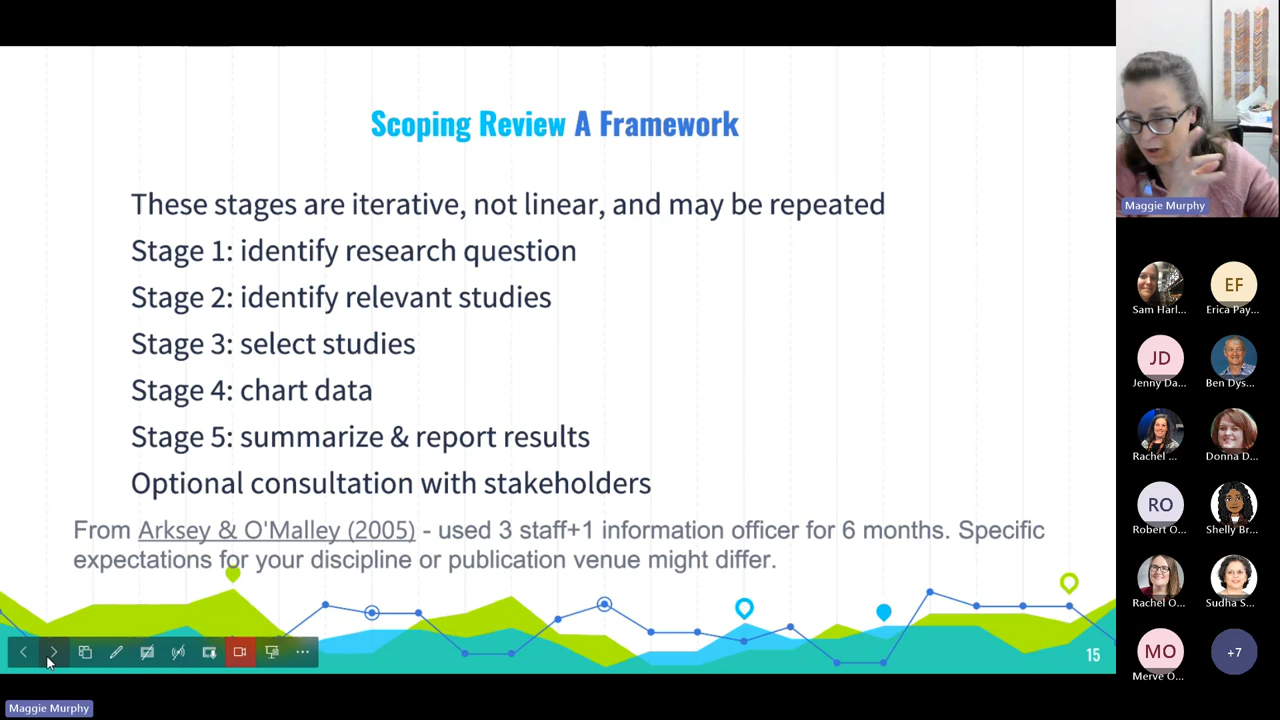 Scoping Review A Framework
These stages are iterative, not linear, and may be repeated
Stage 1: identify research question
Stage 2: identify relevant studies
Stage 3: select studies
Stage 4: chart data
Stage 5: summarize & report results
Optional consultation with stakeholders
From Arksey & O'Malley (2005) - used 3 staff+1 information officer for 6 months. Specific
expectations for your discipline or publication venue might differ.
15
Maggie Murphy
Sam Harl...
EF
Erica Pay...
JD
Jenny Da...
Ben Dys...
Rachel ...
Donna D...
RO
Robert O...
Shelly Br...
Rachel O...
Sudha S...
MO
Merve O...
+7
Maggie Murphy